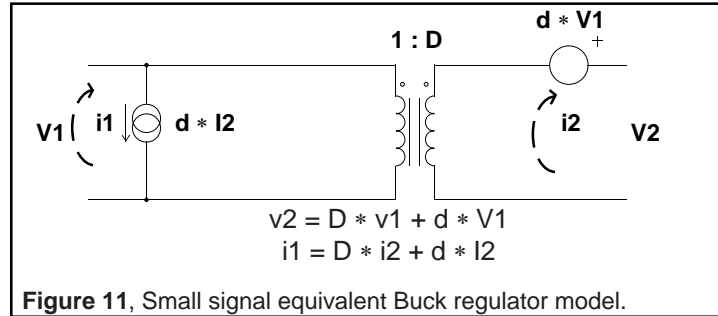 d * V1
1 : D
+
V1
i1
d * I2
i2
V2
v2 = D * v1 + d * V1
i1 = D * i2 + d * I2
Figure 11, Small signal equivalent Buck regulator model.